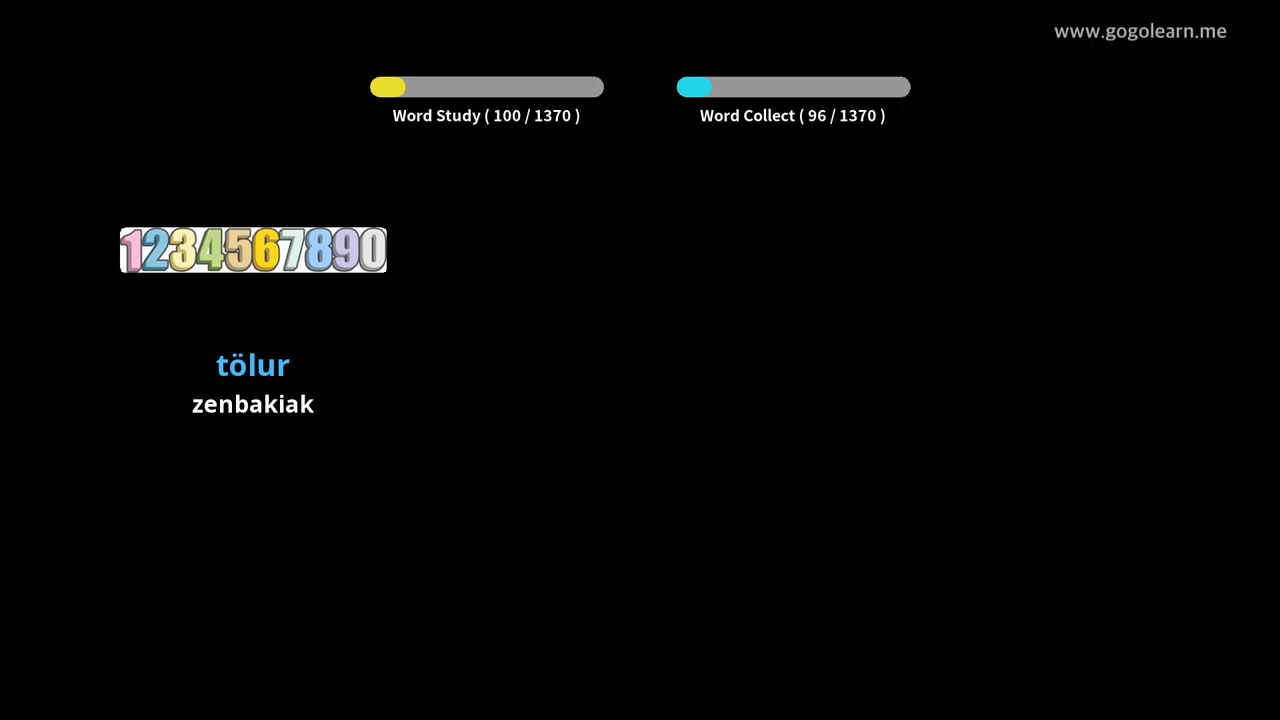 www.gogolearn.me
Word Study ( 100 / 1370 )
Word Collect ( 96 / 1370 )
1234567890
tölur
zenbakiak